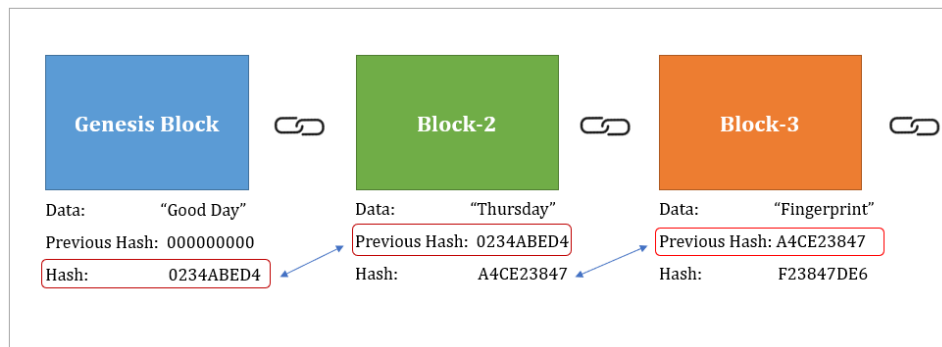 Genesis Block
Block-2
Block-3
Data: “Good Day”
Previous Hash: 000000000
Hash: 0234ABED4
Data: “Thursday”
Previous Hash: 0234ABED4
Hash: A4CE23847
Data: “Fingerprint”
Previous Hash: A4CE23847
Hash: F23847DE6